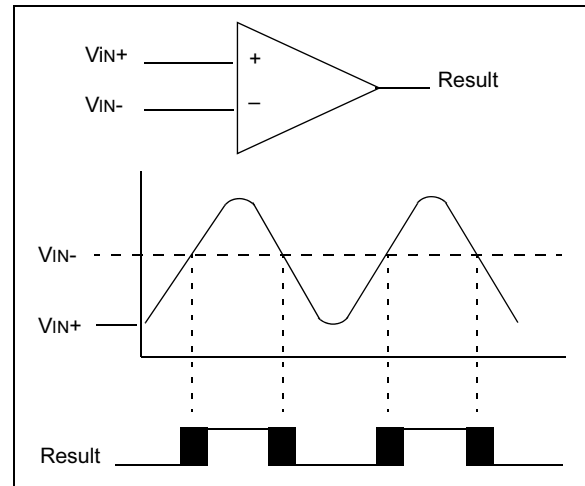 VIN+
+
Result
VIN-
–
VIN-
VIN+
Result